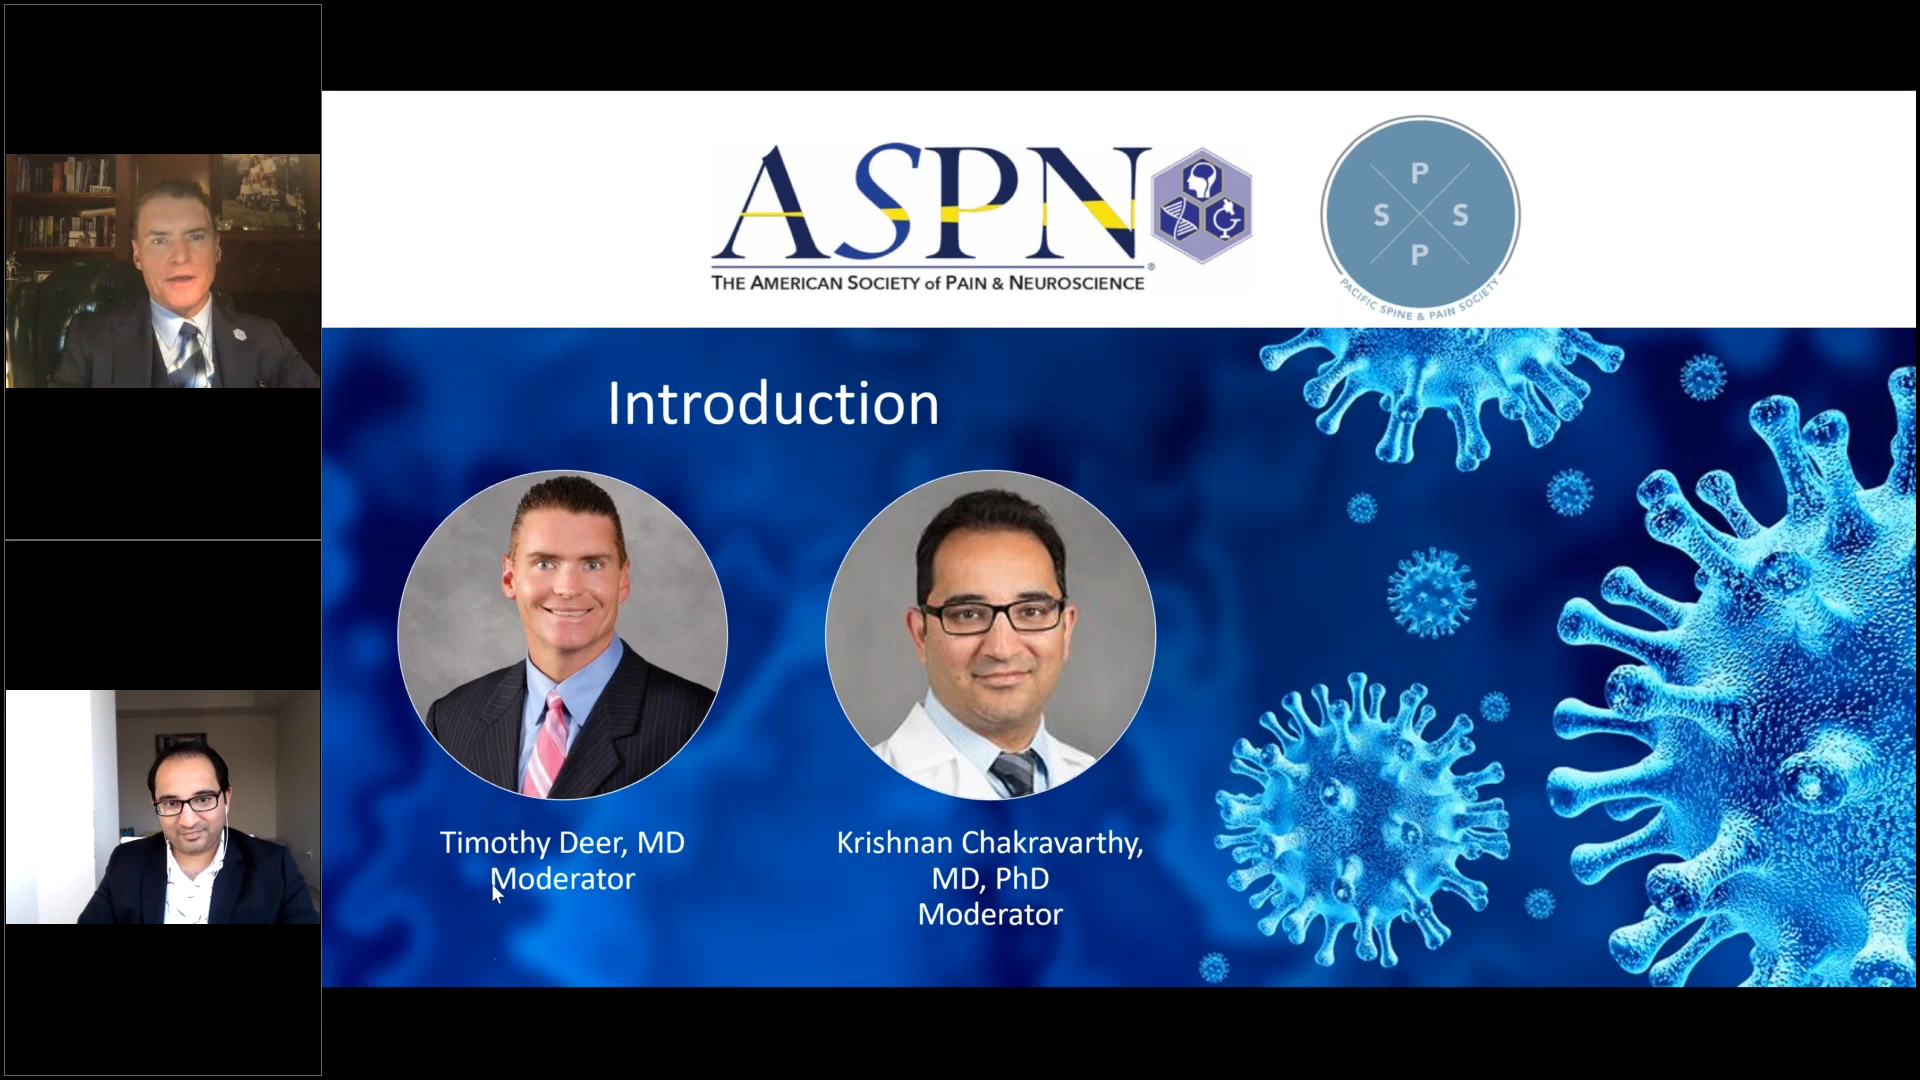 ASPN
®
THE AMERICAN SOCIETY of PAIN & NEUROSCIENCE
P
S S
P
PACIFIC SPINE & PAIN SOCIETY
Introduction
Timothy Deer, MD
Moderator
Krishnan Chakravarthy,
MD, PhD
Moderator